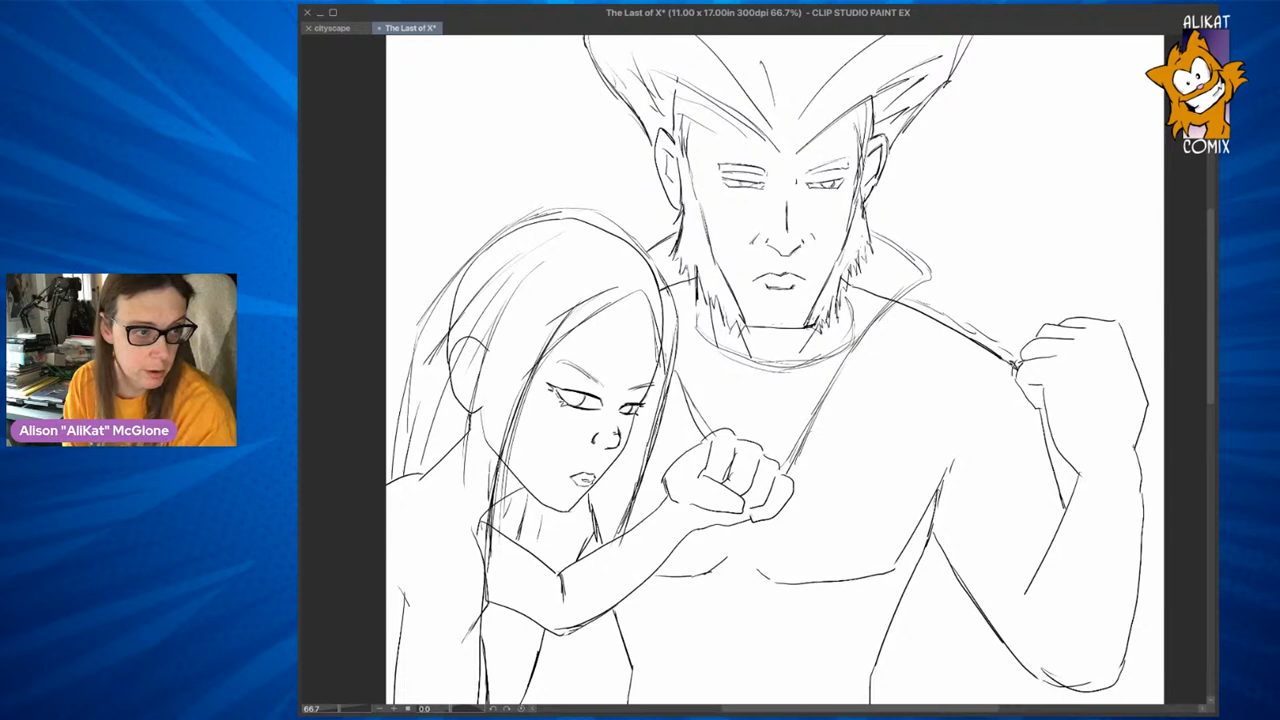 The Last of X* (11.00 x 17.00in 300dpi 66.7%) - CLIP STUDIO PAINT EX
cityscape
The Last of X*
ALIKAT
COMIX
Alison "AliKat" McGlone
66.7
0.0